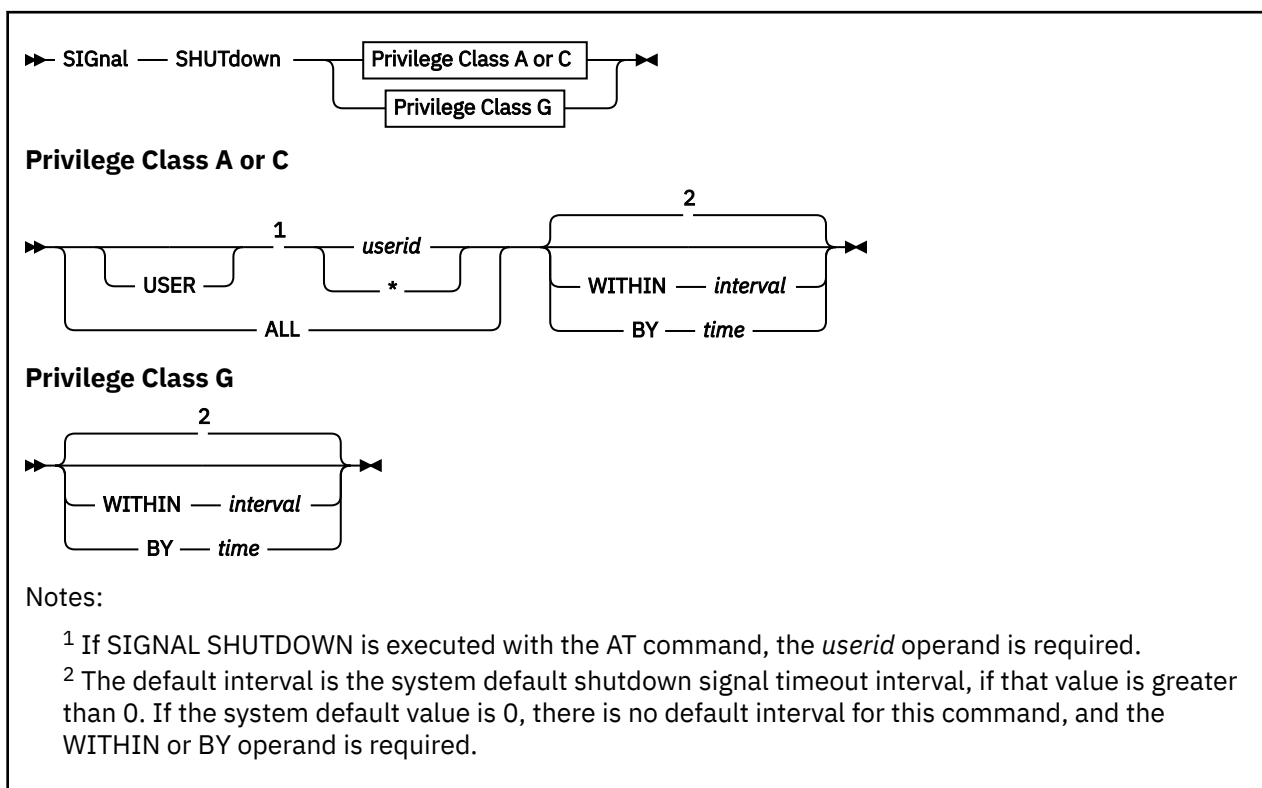 SIGnal SHUTdown Privilege Class A or C
Privilege Class G
Privilege Class A or C
2
1 userid
USER * WITHIN interval
ALL BY time
Privilege Class G
2
WITHIN interval
BY time
Notes:
1 If SIGNAL SHUTDOWN is executed with the AT command, the userid operand is required.
2 The default interval is the system default shutdown signal timeout interval, if that value is greater
than 0. If the system default value is 0, there is no default interval for this command, and the
WITHIN or BY operand is required.